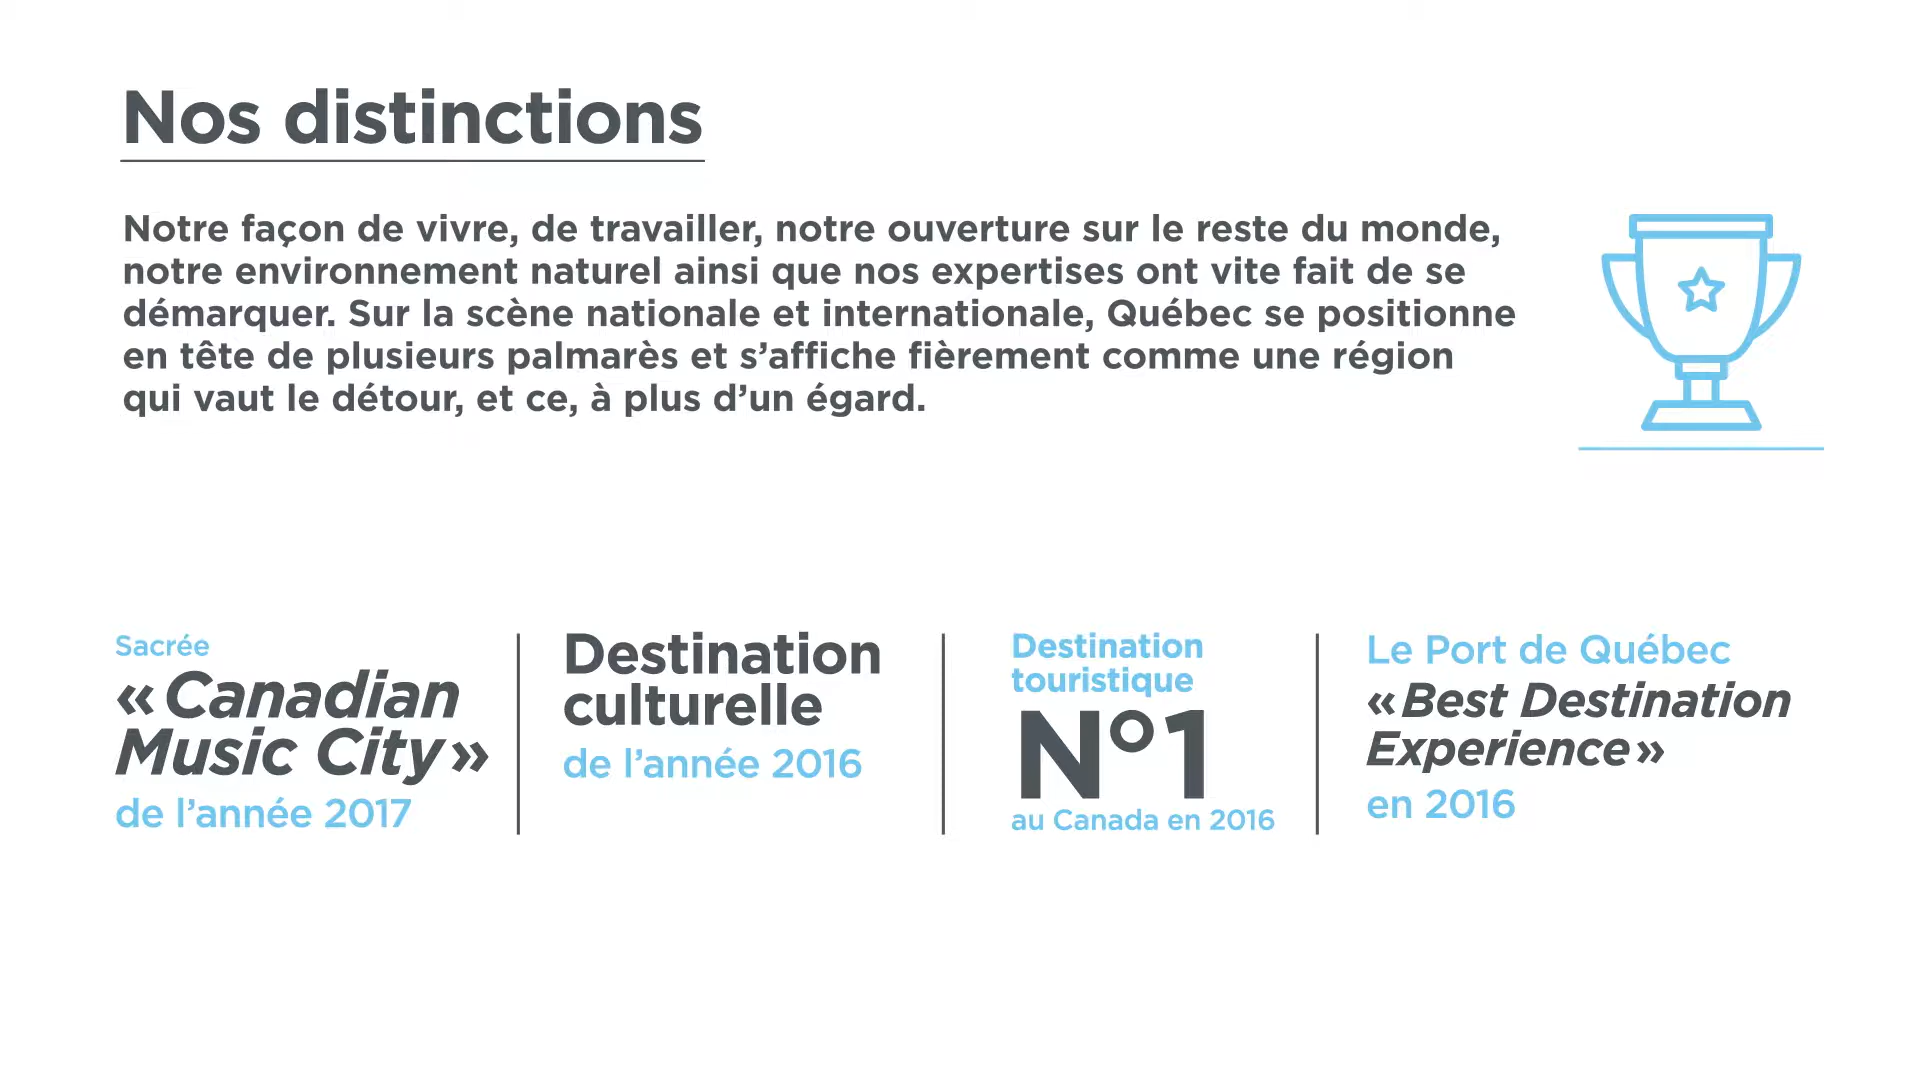 Nos distinctions
Notre façon de vivre, de travailler, notre ouverture sur le reste du monde,
notre environnement naturel ainsi que nos expertises ont vite fait de se
démarquer. Sur la scène nationale et internationale, Québec se positionne
en tête de plusieurs palmarès et s’affiche fièrement comme une région
qui vaut le détour, et ce, à plus d’un égard.
Sacrée
« Canadian
Music City »
de l’année 2017
Destination
culturelle
de l’année 2016
Destination
touristique
N°1
au Canada en 2016
Le Port de Québec
« Best Destination
Experience »
en 2016